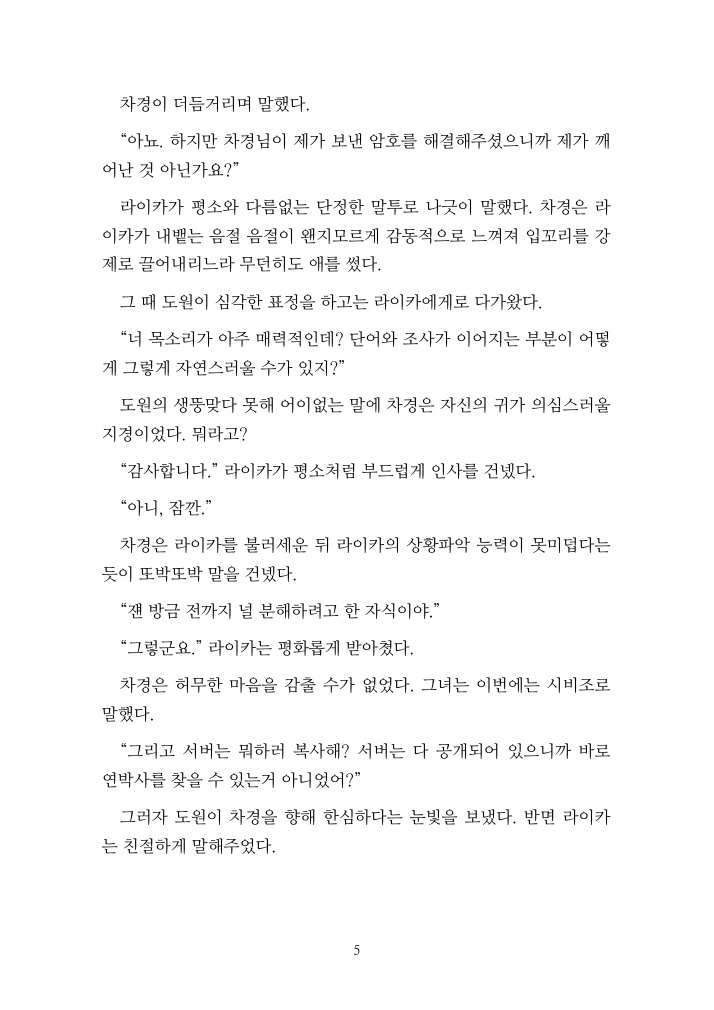 차경이 더듬거리며 말했다.
“아뇨. 하지만 차경님이 제가 보낸 암호를 해결해주셨으니까 제가 깨
어난 것 아닌가요?”
라이카가 평소와 다름없는 단정한 말투로 나긋이 말했다. 차경은 라
이카가 내뱉는 음절 음절이 왠지모르게 감동적으로 느껴져 입꼬리를 강
제로 끌어내리느라 무던히도 애를 썼다.
그 때 도원이 심각한 표정을 하고는 라이카에게로 다가왔다.
“너 목소리가 아주 매력적인데? 단어와 조사가 이어지는 부분이 어떻
게 그렇게 자연스러울 수가 있지?”
도원의 생뚱맞다 못해 어이없는 말에 차경은 자신의 귀가 의심스러울
지경이었다. 뭐라고?
“감사합니다.” 라이카가 평소처럼 부드럽게 인사를 건넸다.
“아니, 잠깐.”
차경은 라이카를 불러세운 뒤 라이카의 상황파악 능력이 못미덥다는
듯이 또박또박 말을 건넸다.
“쟨 방금 전까지 널 분해하려고 한 자식이야.”
“그렇군요.” 라이카는 평화롭게 받아쳤다.
차경은 허무한 마음을 감출 수가 없었다. 그녀는 이번에는 시비조로
말했다.
“그리고 서버는 뭐하러 복사해? 서버는 다 공개되어 있으니까 바로
연박사를 찾을 수 있는거 아니었어?”
그러자 도원이 차경을 향해 한심하다는 눈빛을 보냈다. 반면 라이카
는 친절하게 말해주었다.
5